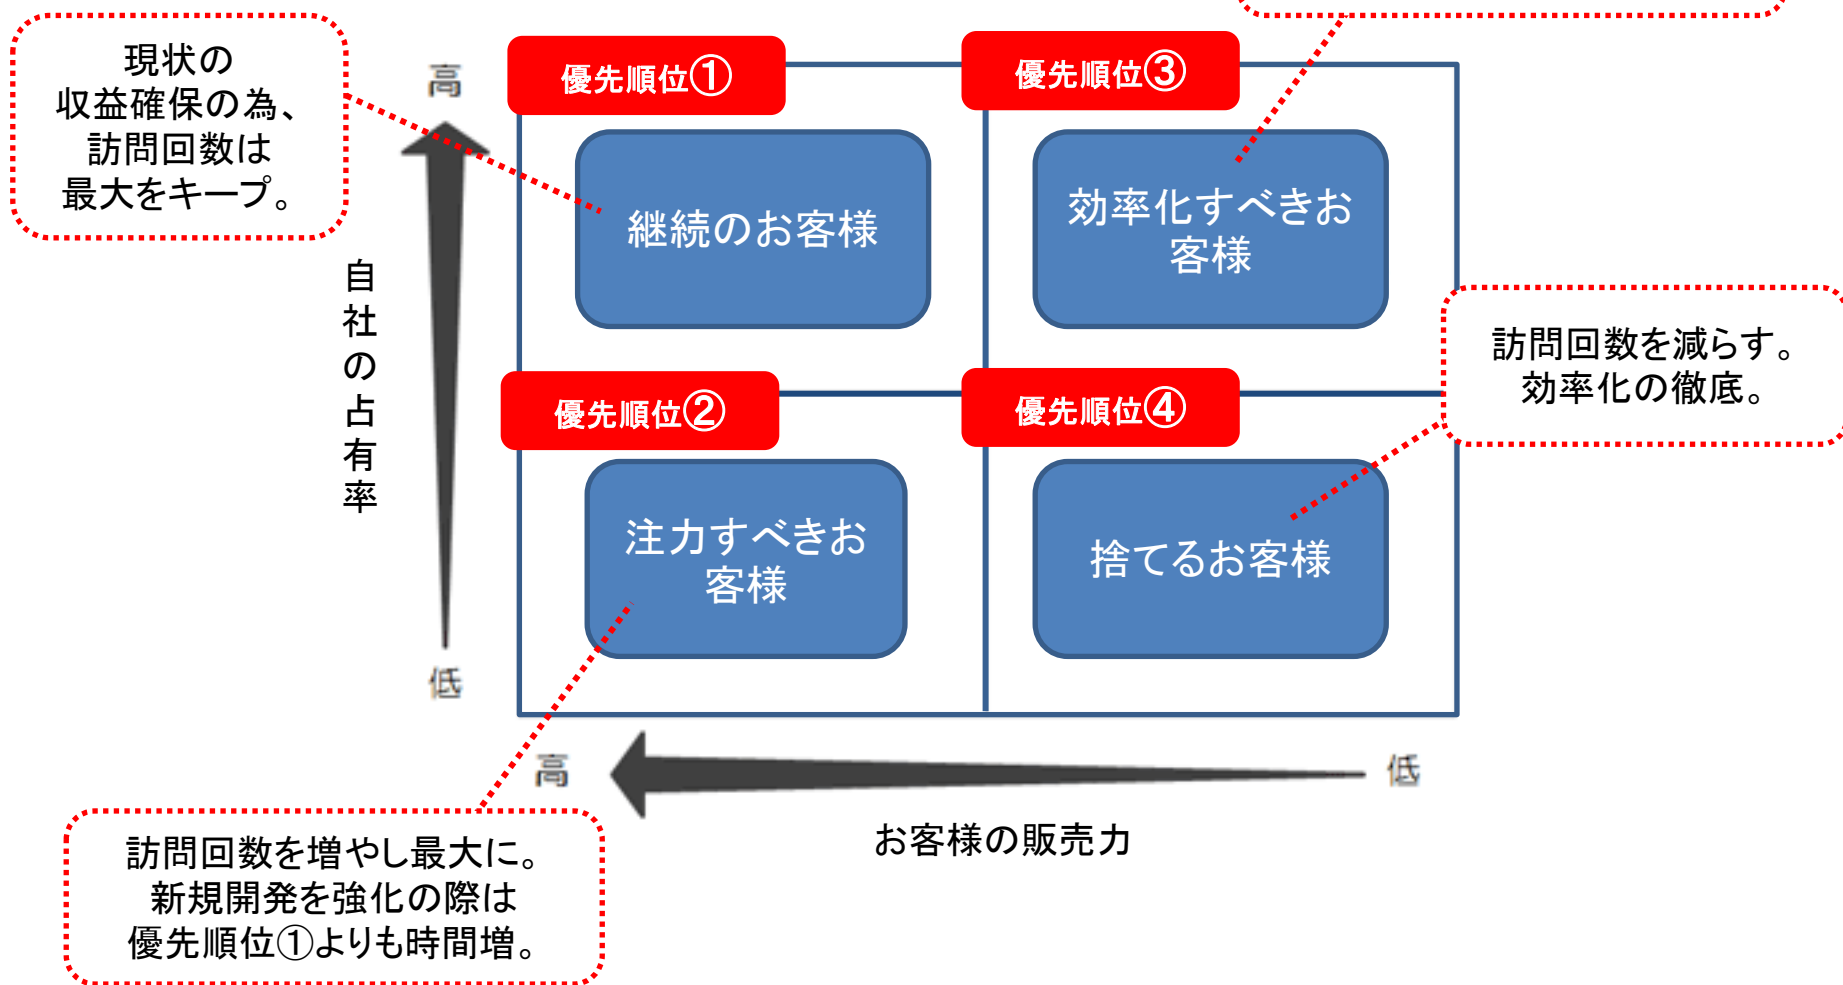 現状の
収益確保の為、
訪問回数は
最大をキープ。
高
優先順位①
優先順位③
継続のお客様
効率化すべきお
客様
自社の占有率
訪問回数を減らす。
効率化の徹底。
優先順位②
優先順位④
注力すべきお
客様
捨てるお客様
低
高
低
お客様の販売力
訪問回数を増やし最大に。
新規開発を強化の際は
優先順位①よりも時間増。